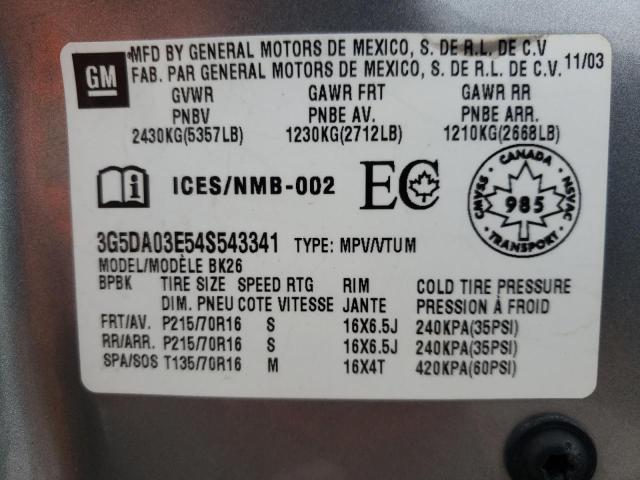 GM
MFD BY GENERAL MOTORS DE MEXICO, S. DE R.L. DE C.V
FAB. PAR GENERAL MOTORS DE MEXICO, S. DE R.L. DE C.V. 11/03
GVWR GAWR FRT GAWR RR
PNBV PNBE AV. PNBE ARR.
2430KG(5357LB) 1230KG(2712LB) 1210KG(2668LB)
i ICES/NMB-002 EC
CANADA
CMVSS 985 NSVAC
TRANSPORT
3G5DA03E54S543341 TYPE: MPV/VTUM
MODEL/MODÈLE BK26
BPBK TIRE SIZE SPEED RTG RIM COLD TIRE PRESSURE
DIM. PNEU COTE VITESSE JANTE PRESSION À FROID
FRT/AV. P215/70R16 S 16X6.5J 240KPA(35PSI)
RR/ARR. P215/70R16 S 16X6.5J 240KPA(35PSI)
SPA/SOS T135/70R16 M 16X4T 420KPA(60PSI)